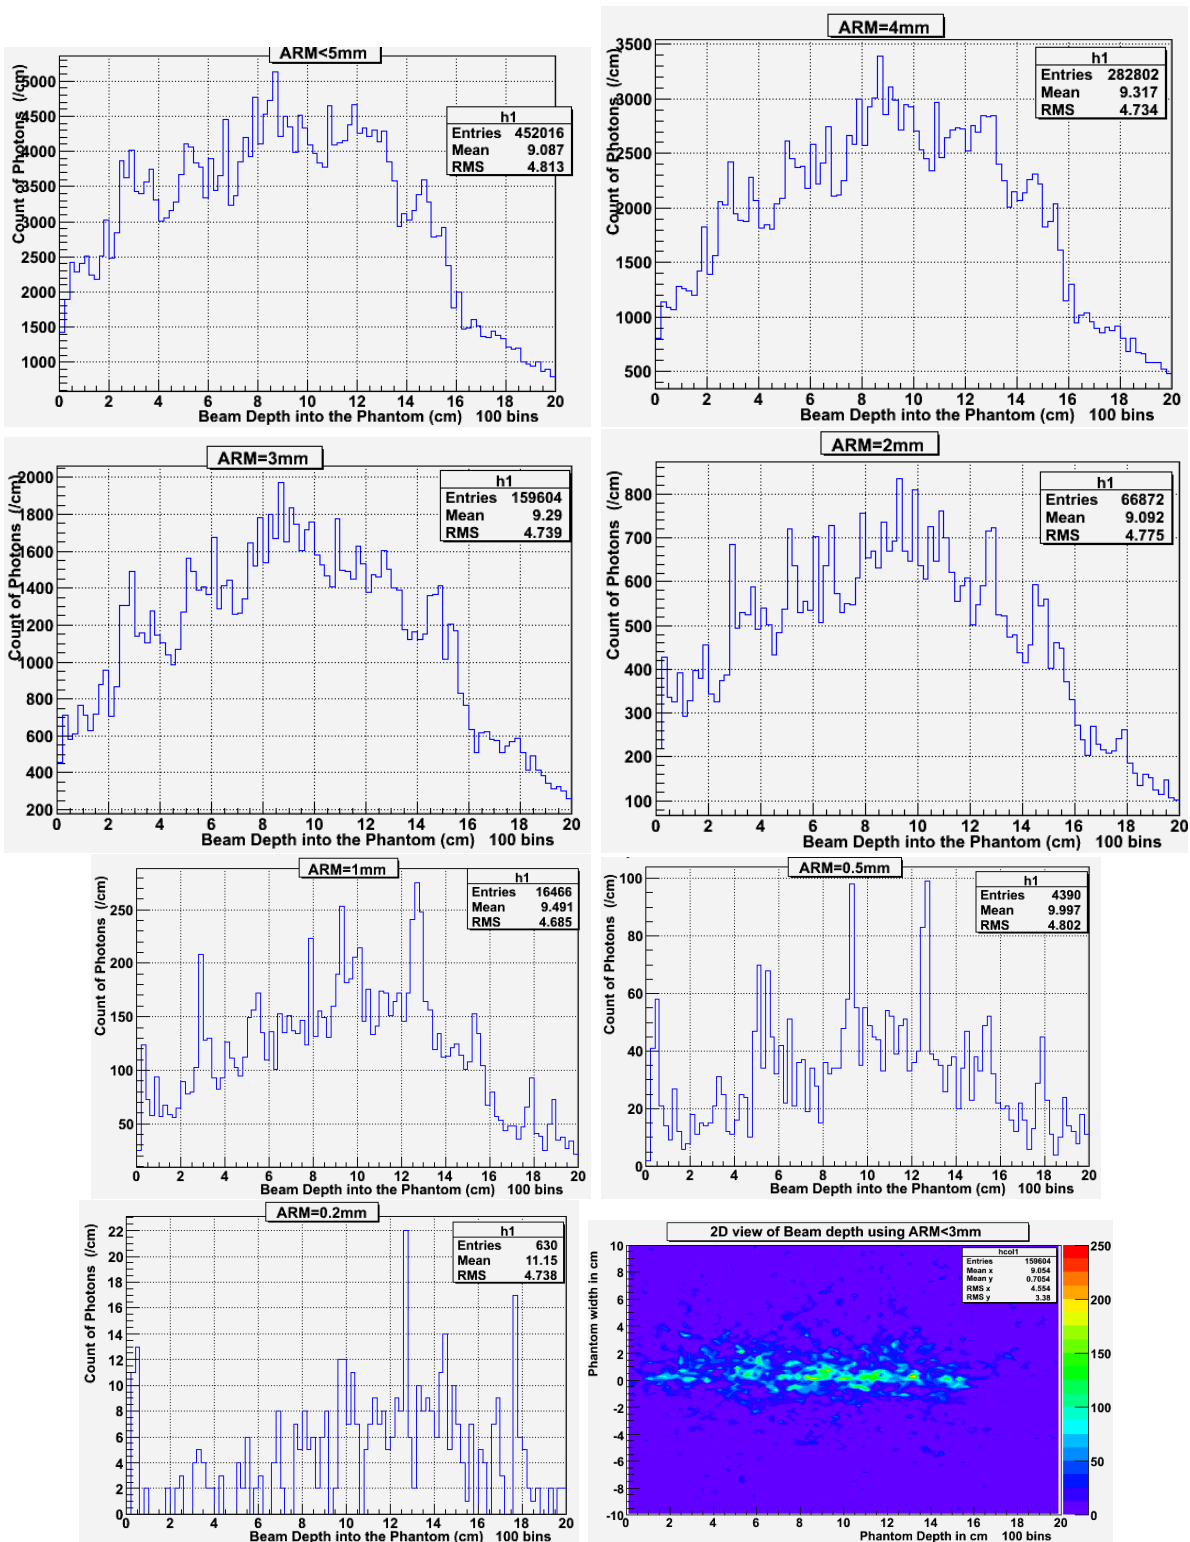 ARM<5mm
h1
Entries 452016
Mean 9.087
RMS 4.813
Count of Photons (/cm)
5000
4500
4000
3500
3000
2500
2000
1500
1000
0 2 4 6 8 10 12 14 16 18 20
Beam Depth into the Phantom (cm) 100 bins
ARM=4mm
h1
Entries 282802
Mean 9.317
RMS 4.734
Count of Photons (/cm)
3500
3000
2500
2000
1500
1000
500
0 2 4 6 8 10 12 14 16 18 20
Beam Depth into the Phantom (cm) 100 bins
ARM=3mm
h1
Entries 159604
Mean 9.29
RMS 4.739
Count of Photons (/cm)
2000
1800
1600
1400
1200
1000
800
600
400
200
0 2 4 6 8 10 12 14 16 18 20
Beam Depth into the Phantom (cm) 100 bins
ARM=2mm
h1
Entries 66872
Mean 9.092
RMS 4.775
Count of Photons (/cm)
800
700
600
500
400
300
200
100
0 2 4 6 8 10 12 14 16 18 20
Beam Depth into the Phantom (cm) 100 bins
ARM=1mm
h1
Entries 16466
Mean 9.491
RMS 4.685
Count of Photons (/cm)
250
200
150
100
50
0 2 4 6 8 10 12 14 16 18 20
Beam Depth into the Phantom (cm) 100 bins
ARM=0.5mm
h1
Entries 4390
Mean 9.997
RMS 4.802
Count of Photons (/cm)
100
80
60
40
20
0
0 2 4 6 8 10 12 14 16 18 20
Beam Depth into the Phantom (cm) 100 bins
ARM=0.2mm
h1
Entries 630
Mean 11.15
RMS 4.738
Count of Photons (/cm)
22
20
18
16
14
12
10
8
6
4
2
0
0 2 4 6 8 10 12 14 16 18 20
Beam Depth into the Phantom (cm) 100 bins
2D view of Beam depth using ARM<3mm
hcol1
Entries 159604
Mean x 9.054
Mean y 0.7054
RMS x 4.554
RMS y 3.38
Phantom width in cm
10
8
6
4
2
0
-2
-4
-6
-8
-10
0 2 4 6 8 10 12 14 16 18 20
Phantom Depth in cm 100 bins
250
200
150
100
50
0